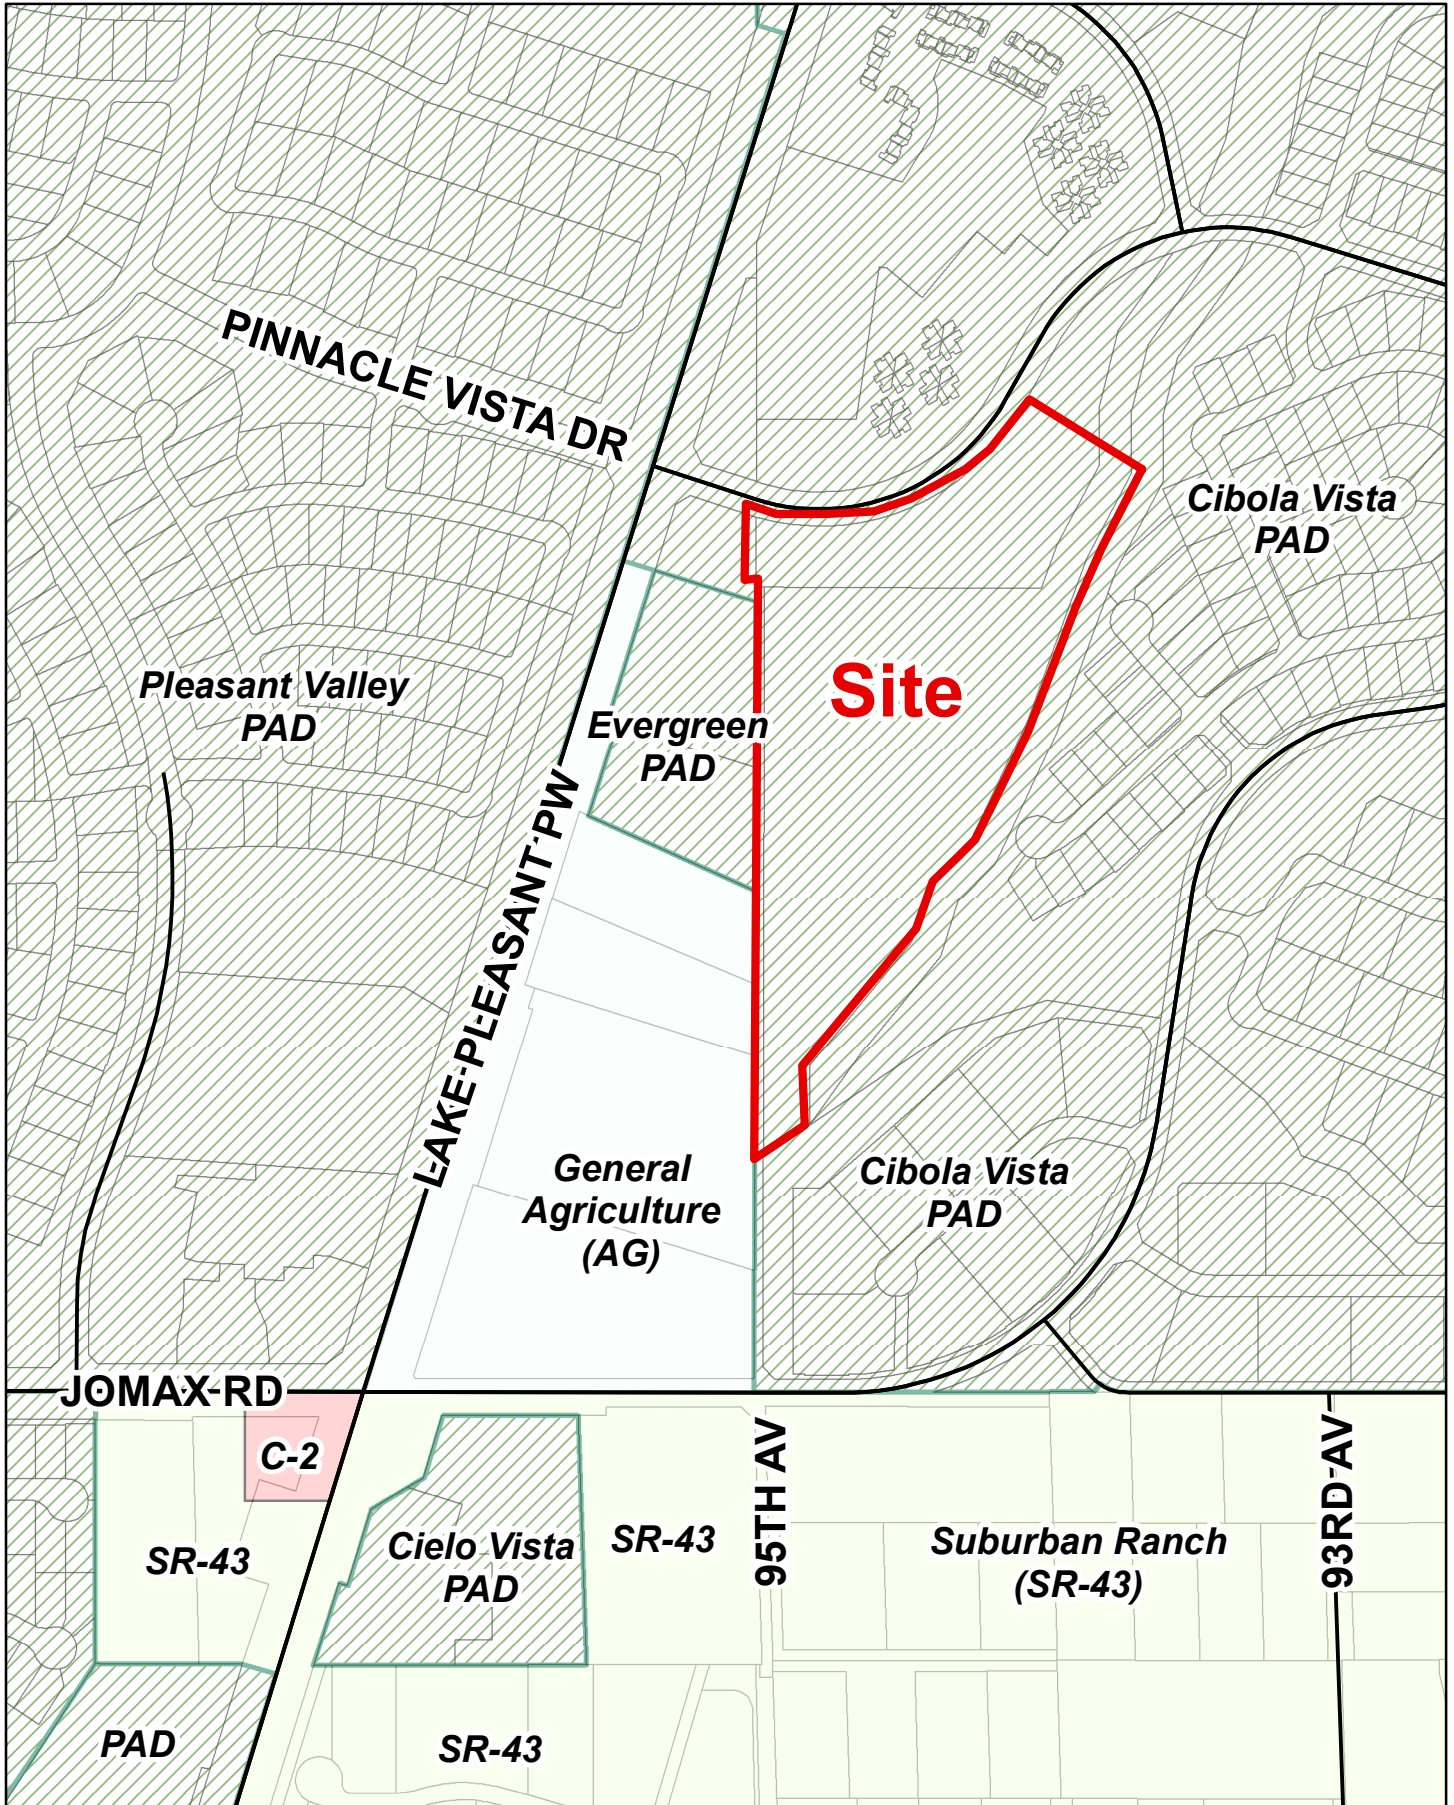 PINNACLE VISTA DR
Cibola Vista
PAD
Site
Pleasant Valley
PAD
Evergreen
PAD
LAKE PLEASANT PW
General
Agriculture
(AG)
Cibola Vista
PAD
JOMAX RD
C-2
95TH AV
93RD AV
SR-43
Cielo Vista
PAD
SR-43
Suburban Ranch
(SR-43)
PAD
SR-43